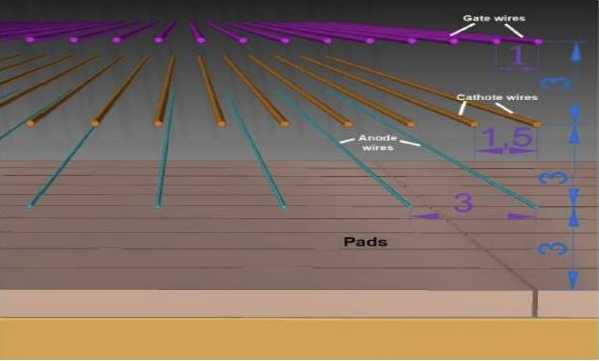 Gate wires
1
3
Cathote wires
1,5
Anode
wires
3
3
Pads
3